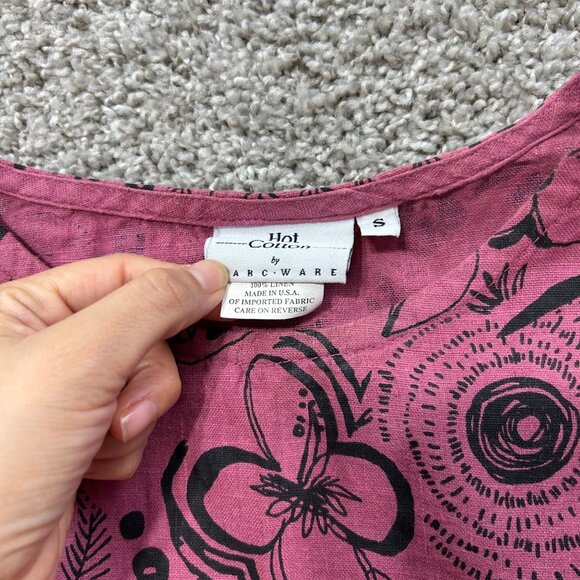 Hot
Cotton
by
ARC · WARE
S
100% LINEN
MADE IN U.S.A.
OF IMPORTED FABRIC
CARE ON REVERSE